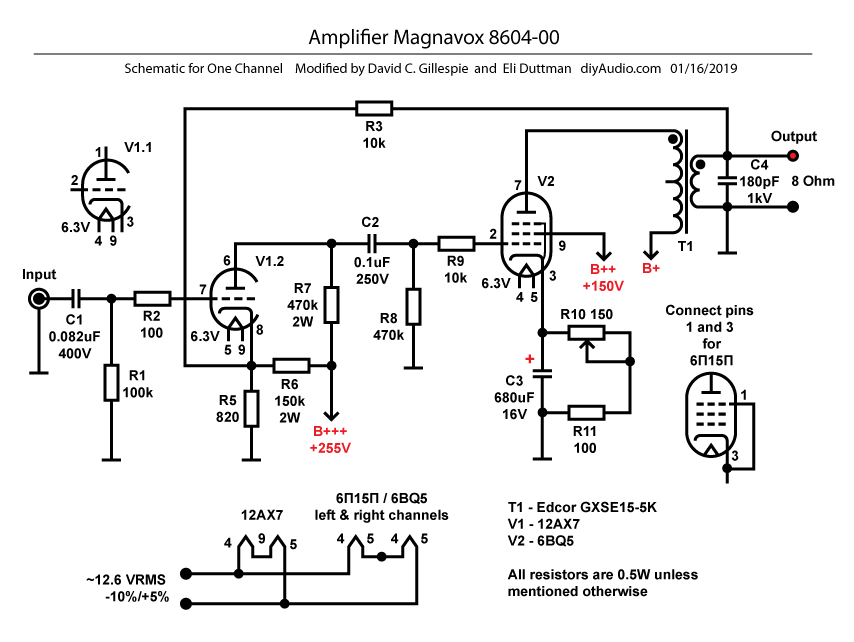 Amplifier Magnavox 8604-00
Schematic for One Channel Modified by David C. Gillespie and Eli Duttman diyAudio.com 01/16/2019
R3
10k
V1.1
1
2
6.3V
3
4 9
V2
7
2
9
6.3V
3
4 5
B++
+150V
T1
B+
Output
C4
180pF
1kV
8 Ohm
Input
C1
0.082uF
400V
R1
100k
R2
100
V1.2
6
7
6.3V
8
5 9
R5
820
R6
150k
2W
R7
470k
2W
B+++
+255V
C2
0.1uF
250V
R8
470k
R9
10k
R10 150
+
C3
680uF
16V
R11
100
Connect pins
1 and 3
for
6П15П
1
3
12AX7
4 9 5
6П15П / 6BQ5
left & right channels
4 5 4 5
~12.6 VRMS
-10%/+5%
T1 - Edcor GXSE15-5K
V1 - 12AX7
V2 - 6BQ5
All resistors are 0.5W unless
mentioned otherwise